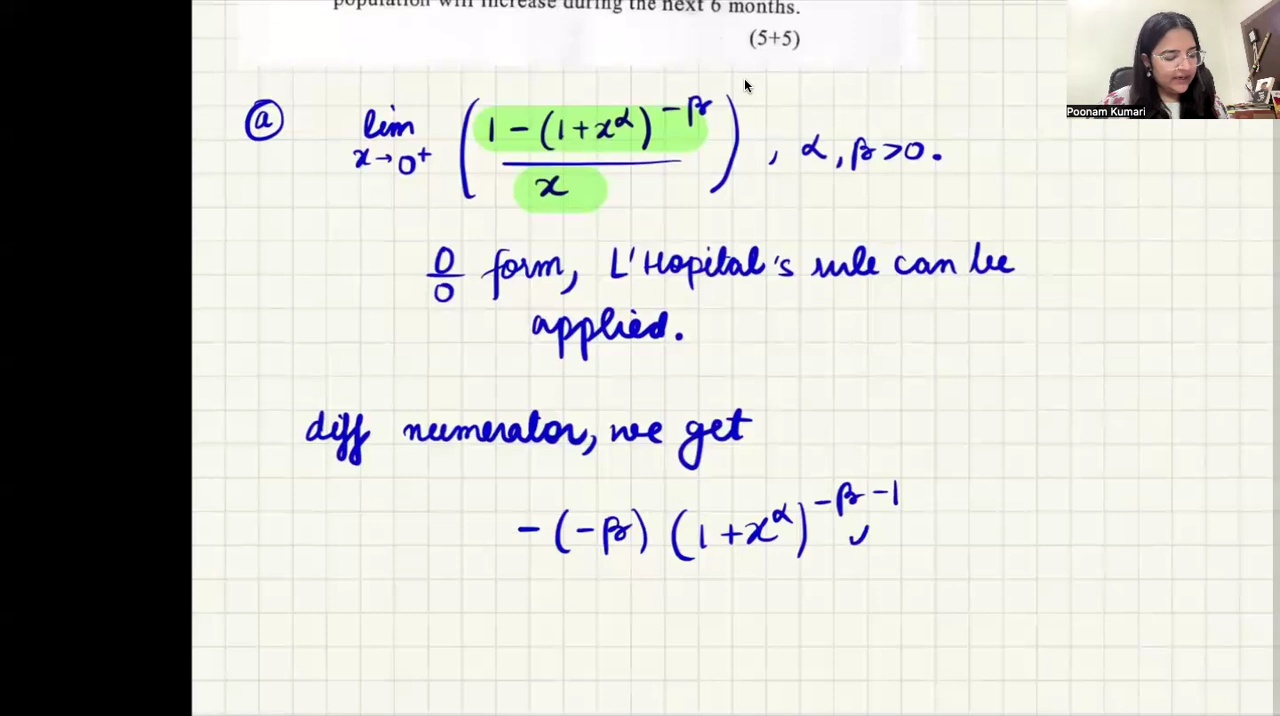 population will increase during the next 6 months.
(5+5)
Poonam Kumari
(a) lim x→0⁺ ( (1 − (1+x^α)^−β) / x ) , α, β > 0.
0/0 form, L'Hopital's rule can be
applied.
diff numerator, we get
− (−β) (1 + x^α)^−β −1